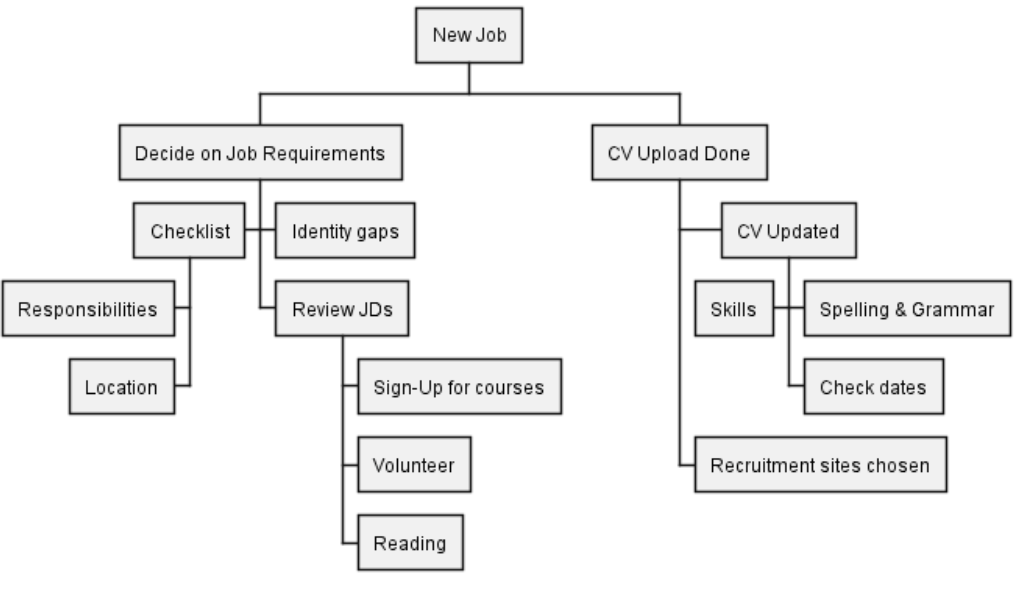 New Job
Decide on Job Requirements
CV Upload Done
Checklist
Identity gaps
CV Updated
Responsibilities
Review JDs
Skills
Spelling & Grammar
Location
Sign-Up for courses
Check dates
Volunteer
Recruitment sites chosen
Reading